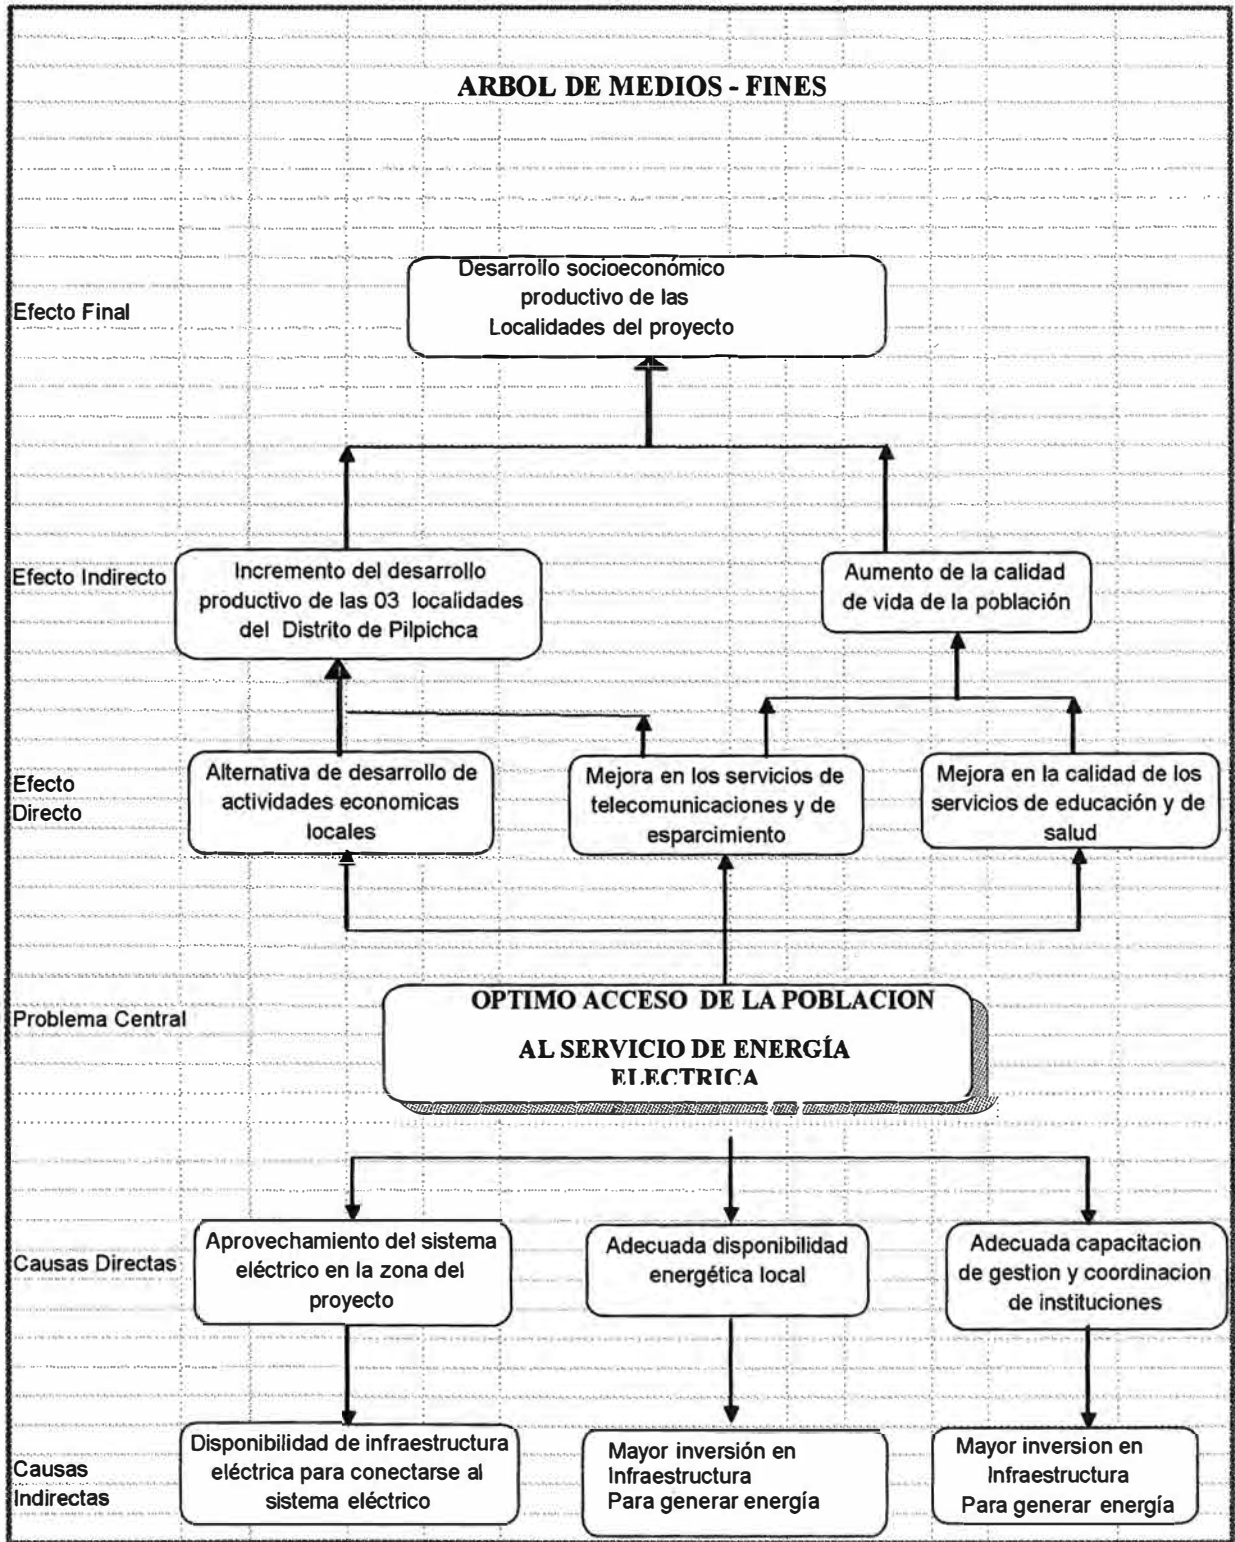 ARBOL DE MEDIOS - FINES
Desarrollo socioeconómico
productivo de las
Localidades del proyecto
Efecto Final
Efecto Indirecto
Incremento del desarrollo
productivo de las 03 localidades
del Distrito de Pilpichca
Aumento de la calidad
de vida de la población
Efecto
Directo
Alternativa de desarrollo de
actividades economicas
locales
Mejora en los servicios de
telecomunicaciones y de
esparcimiento
Mejora en la calidad de los
servicios de educación y de
salud
Problema Central
OPTIMO ACCESO DE LA POBLACION
AL SERVICIO DE ENERGÍA
ELECTRICA
Causas Directas
Aprovechamiento del sistema
eléctrico en la zona del
proyecto
Adecuada disponibilidad
energética local
Adecuada capacitacion
de gestion y coordinacion
de instituciones
Causas
Indirectas
Disponibilidad de infraestructura
eléctrica para conectarse al
sistema eléctrico
Mayor inversión en
Infraestructura
Para generar energía
Mayor inversion en
Infraestructura
Para generar energía